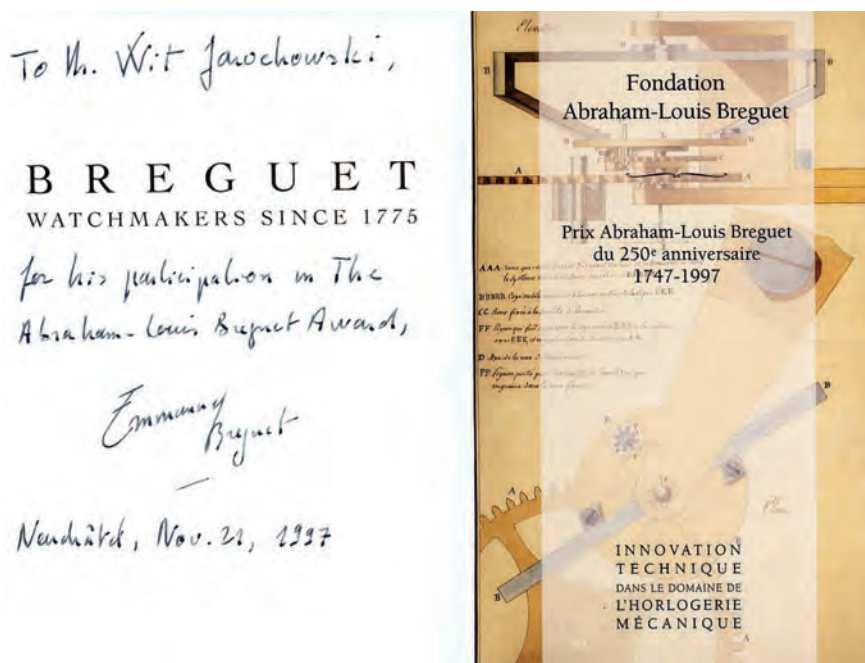 To Mr. Wit Jarochowski,
BREGUET
WATCHMAKERS SINCE 1775
for his participation in The
Abraham-Louis Breguet Award,
Emmanuel
Breguet
Neuchâtel, Nov. 21, 1997
Elevation
Fondation
Abraham-Louis Breguet
Prix Abraham-Louis Breguet
du 250e anniversaire
1747-1997
INNOVATION
TECHNIQUE
DANS LE DOMAINE DE
L'HORLOGERIE
MÉCANIQUE
Plan